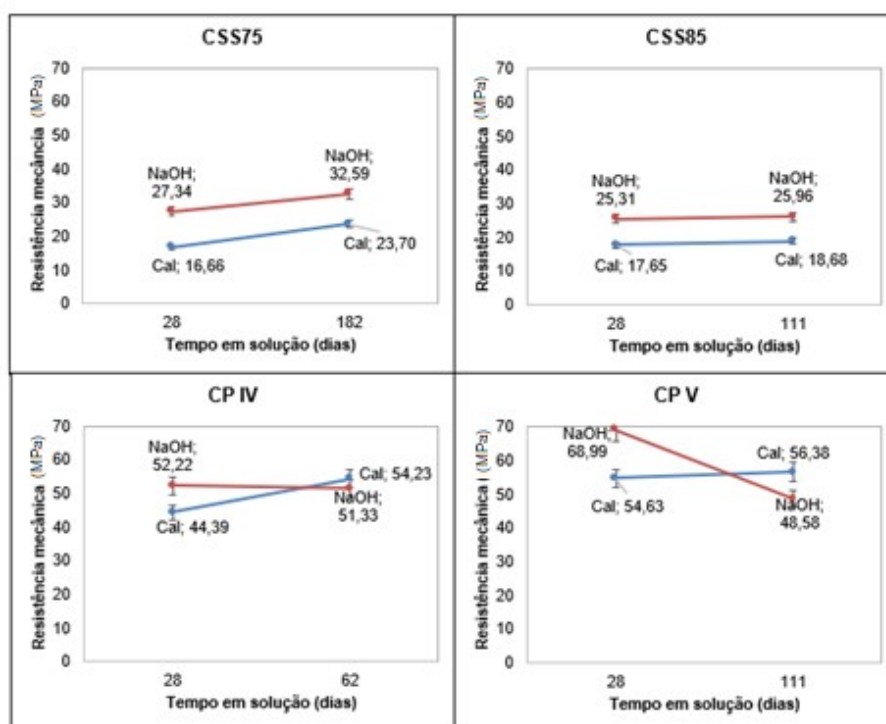 CSS75
Resistência mecância (MPa)
70
60
50
40
30
20
10
0
NaOH;
27,34
NaOH;
32,59
Cal; 16,66
Cal; 23,70
28
182
Tempo em solução (dias)
CSS85
Resistência mecânica (MPa)
70
60
50
40
30
20
10
0
NaOH;
25,31
NaOH;
25,96
Cal; 17,65
Cal; 18,68
28
111
Tempo em solução (dias)
CP IV
Resistência mecânica (MPa)
70
60
50
40
30
20
10
0
NaOH;
52,22
Cal; 54,23
Cal; 44,39
NaOH;
51,33
28
62
Tempo em solução (dias)
CP V
Resistência mecânica I (MPa)
70
60
50
40
30
20
10
0
NaOH;
68,99
Cal; 56,38
Cal; 54,63
NaOH;
48,58
28
111
Tempo em solução (dias)